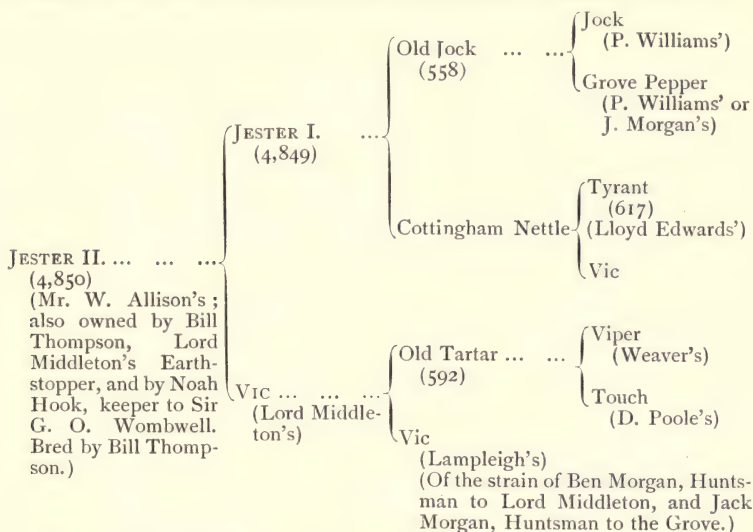 JESTER II. ... ... ...
(4,850)
(Mr. W. Allison's ;
also owned by Bill
Thompson, Lord
Middleton's Earth-
stopper, and by Noah
Hook, keeper to Sir
G. O. Wombwell.
Bred by Bill Thomp-
son.)
JESTER I. ...
(4,849)
VIC ... ... ...
(Lord Middle-
ton's)
Old Jock ... ...
(558)
Cottingham Nettle
Old Tartar ... ...
(592)
Vic
(Lampleigh's)
(Of the strain of Ben Morgan, Hunts-
man to Lord Middleton, and Jack
Morgan, Huntsman to the Grove.)
Jock
(P. Williams')
Grove Pepper
(P. Williams' or
J. Morgan's)
Tyrant
(617)
(Lloyd Edwards')
Vic
Viper
(Weaver's)
Touch
(D. Poole's)